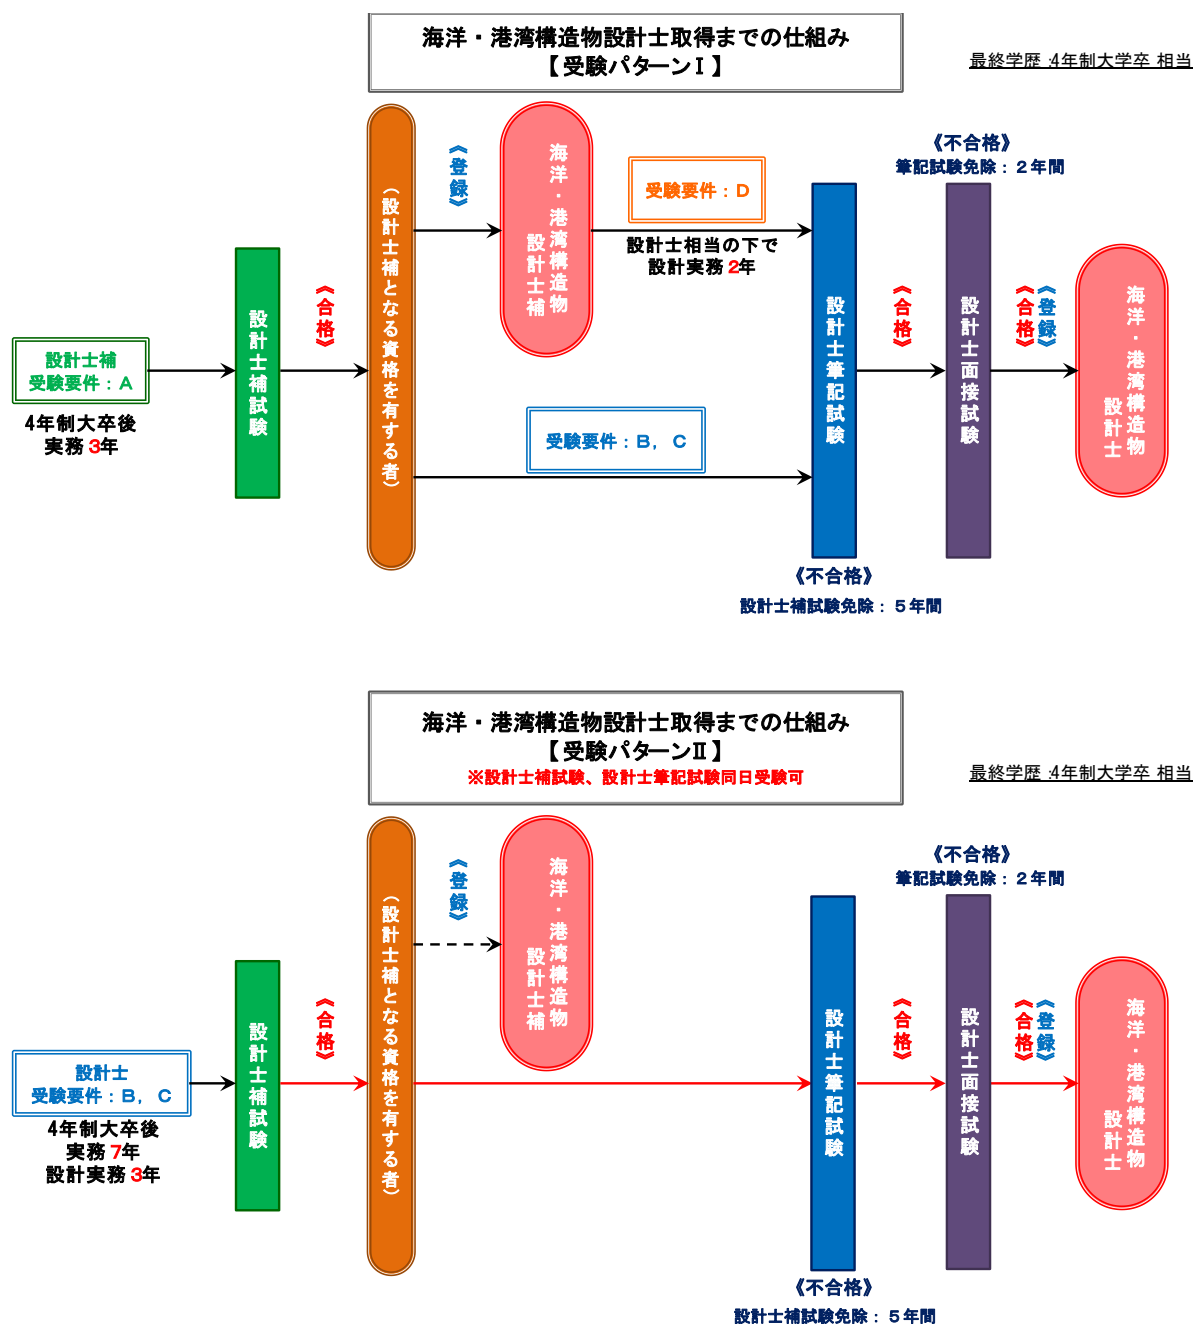 海洋・港湾構造物設計士取得までの仕組み
【受験パターンⅠ】
最終学歴:4年制大学卒 相当
設計士補
受験要件：A
4年制大卒後
実務 3年
設計士補試験
《合格》
（設計士補となる資格を有する者）
《登録》
海洋・港湾構造物
設計士補
受験要件：D
設計士相当の下で
設計実務 2年
受験要件：B，C
設計士筆記試験
《不合格》
設計士補試験免除：５年間
《合格》
《不合格》
筆記試験免除：２年間
設計士面接試験
《合格》
《登録》
海洋・港湾構造物
設計士
海洋・港湾構造物設計士取得までの仕組み
【受験パターンⅡ】
※設計士補試験、設計士筆記試験同日受験可
最終学歴:4年制大学卒 相当
設計士
受験要件：B，C
4年制大卒後
実務 7年
設計実務 3年
設計士補試験
《合格》
（設計士補となる資格を有する者）
《登録》
海洋・港湾構造物
設計士補
設計士筆記試験
《不合格》
設計士補試験免除：５年間
《合格》
《不合格》
筆記試験免除：２年間
設計士面接試験
《合格》
《登録》
海洋・港湾構造物
設計士